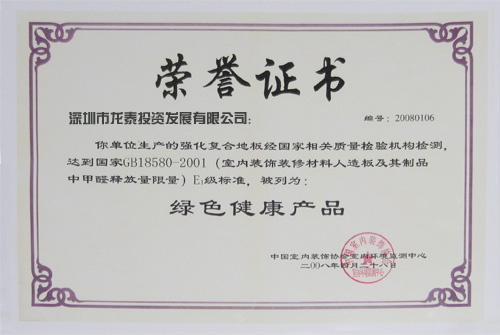 荣誉证书
深圳市龙泰投资发展有限公司：
编号：20080106
你单位生产的强化复合地板经国家相关质量检验机构检测，
达到国家GB18580-2001（室内装饰装修材料人造板及其制品
中甲醛释放量限量）E₁级标准，被列为：
绿色健康产品
中国室内装饰协会室内环境监测中心
二00八年四月二十八日